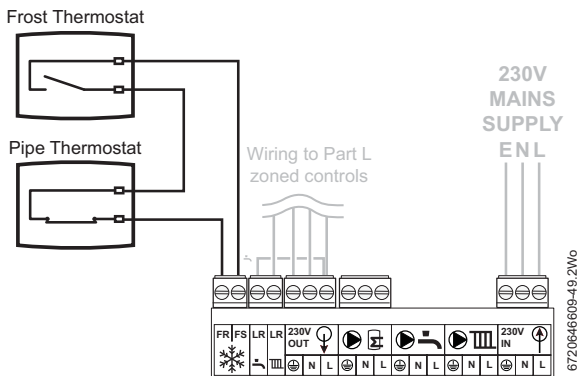 Frost Thermostat
Pipe Thermostat
Wiring to Part L
zoned controls
230V
MAINS
SUPPLY
E N L
FR FS LR LR 230V OUT 230V IN
N L N L N L N L N L
6720646609-49.2Wo